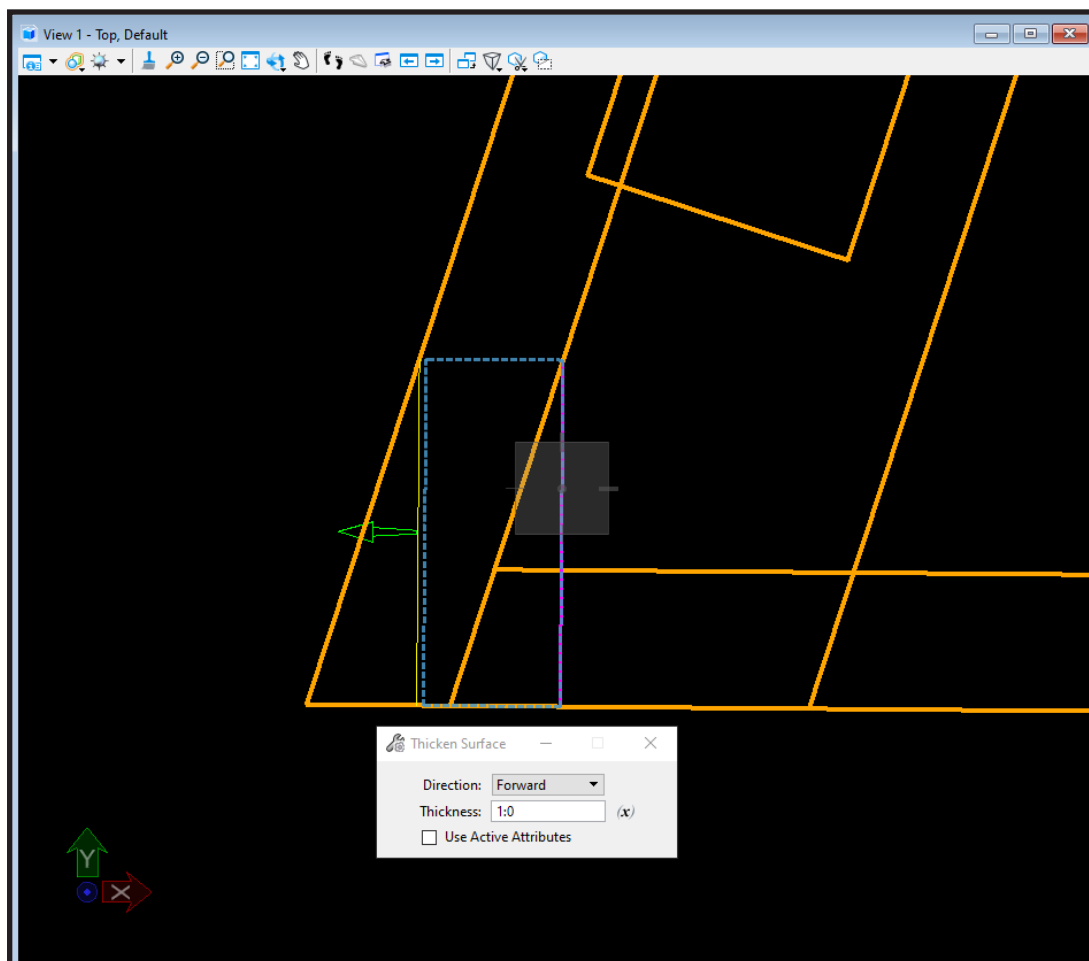 View 1 - Top, Default
Thicken Surface
Direction: Forward
Thickness: 1:0 (x)
Use Active Attributes
Y
X